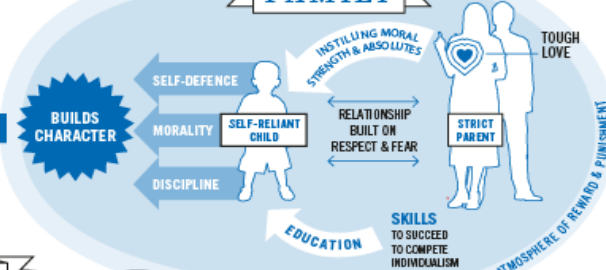 FAMILY
INSTILLING MORAL
STRENGTH & ABSOLUTES
TOUGH
LOVE
SELF-DEFENCE
BUILDS
CHARACTER
MORALITY
SELF-RELIANT
CHILD
RELATIONSHIP
BUILT ON
RESPECT & FEAR
STRICT
PARENT
DISCIPLINE
EDUCATION
SKILLS
TO SUCCEED
TO COMPETE
INDIVIDUALISM
ATMOSPHERE OF REWARD & PUNISHMENT